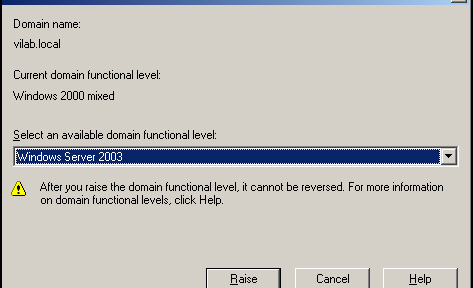 Domain name:
vilab.local
Current domain functional level:
Windows 2000 mixed
Select an available domain functional level:
Windows Server 2003
After you raise the domain functional level, it cannot be reversed. For more information
on domain functional levels, click Help.
Raise
Cancel
Help